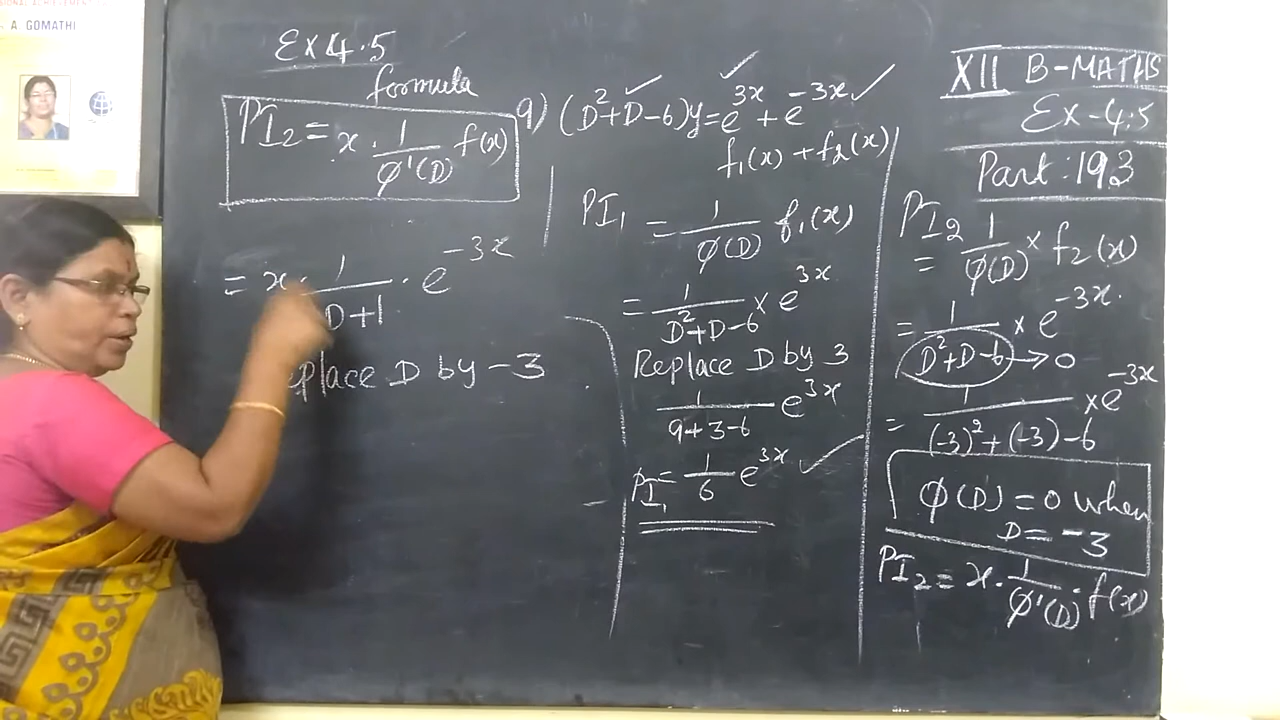 A. GOMATHI
Ex 4.5
formula
PI₂ = x · 1/φ'(D) f(x)
= x · 1/D+1 · e^-3x
eplace D by -3
9) (D²+D-6)y = e^3x + e^-3x ✓
f₁(x) + f₂(x)
PI₁ = 1/φ(D) f₁(x)
= 1/D²+D-6 × e^3x
Replace D by 3
1/9+3-6 e^3x
PI₁ = 1/6 e^3x ✓
XII B-MATHS
Ex-4.5
Part: 193
PI₂ = 1/φ(D) × f₂(x)
= 1/D²+D-6 × e^-3x
→ 0
= 1/(-3)²+(-3)-6 × e^-3x
φ(D) = 0 when
D = -3
PI₂ = x · 1/φ'(D) · f(x)